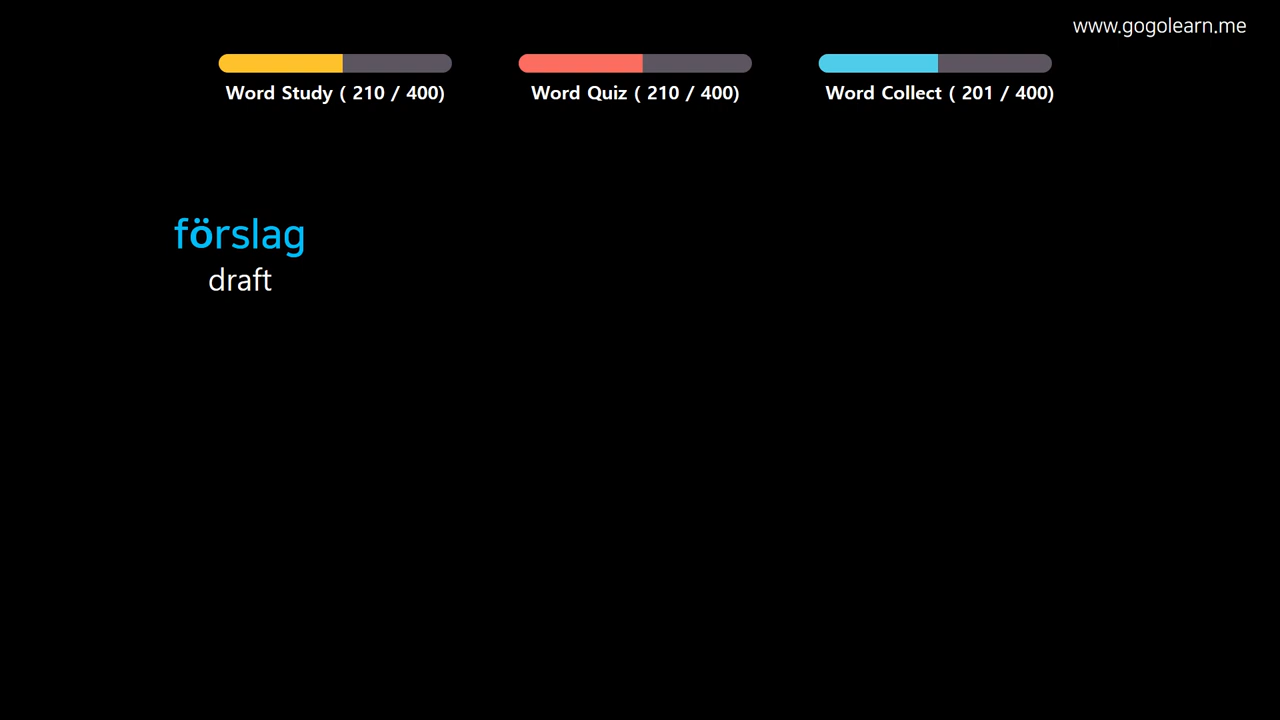 www.gogolearn.me
Word Study ( 210 / 400)
Word Quiz ( 210 / 400)
Word Collect ( 201 / 400)
förslag
draft